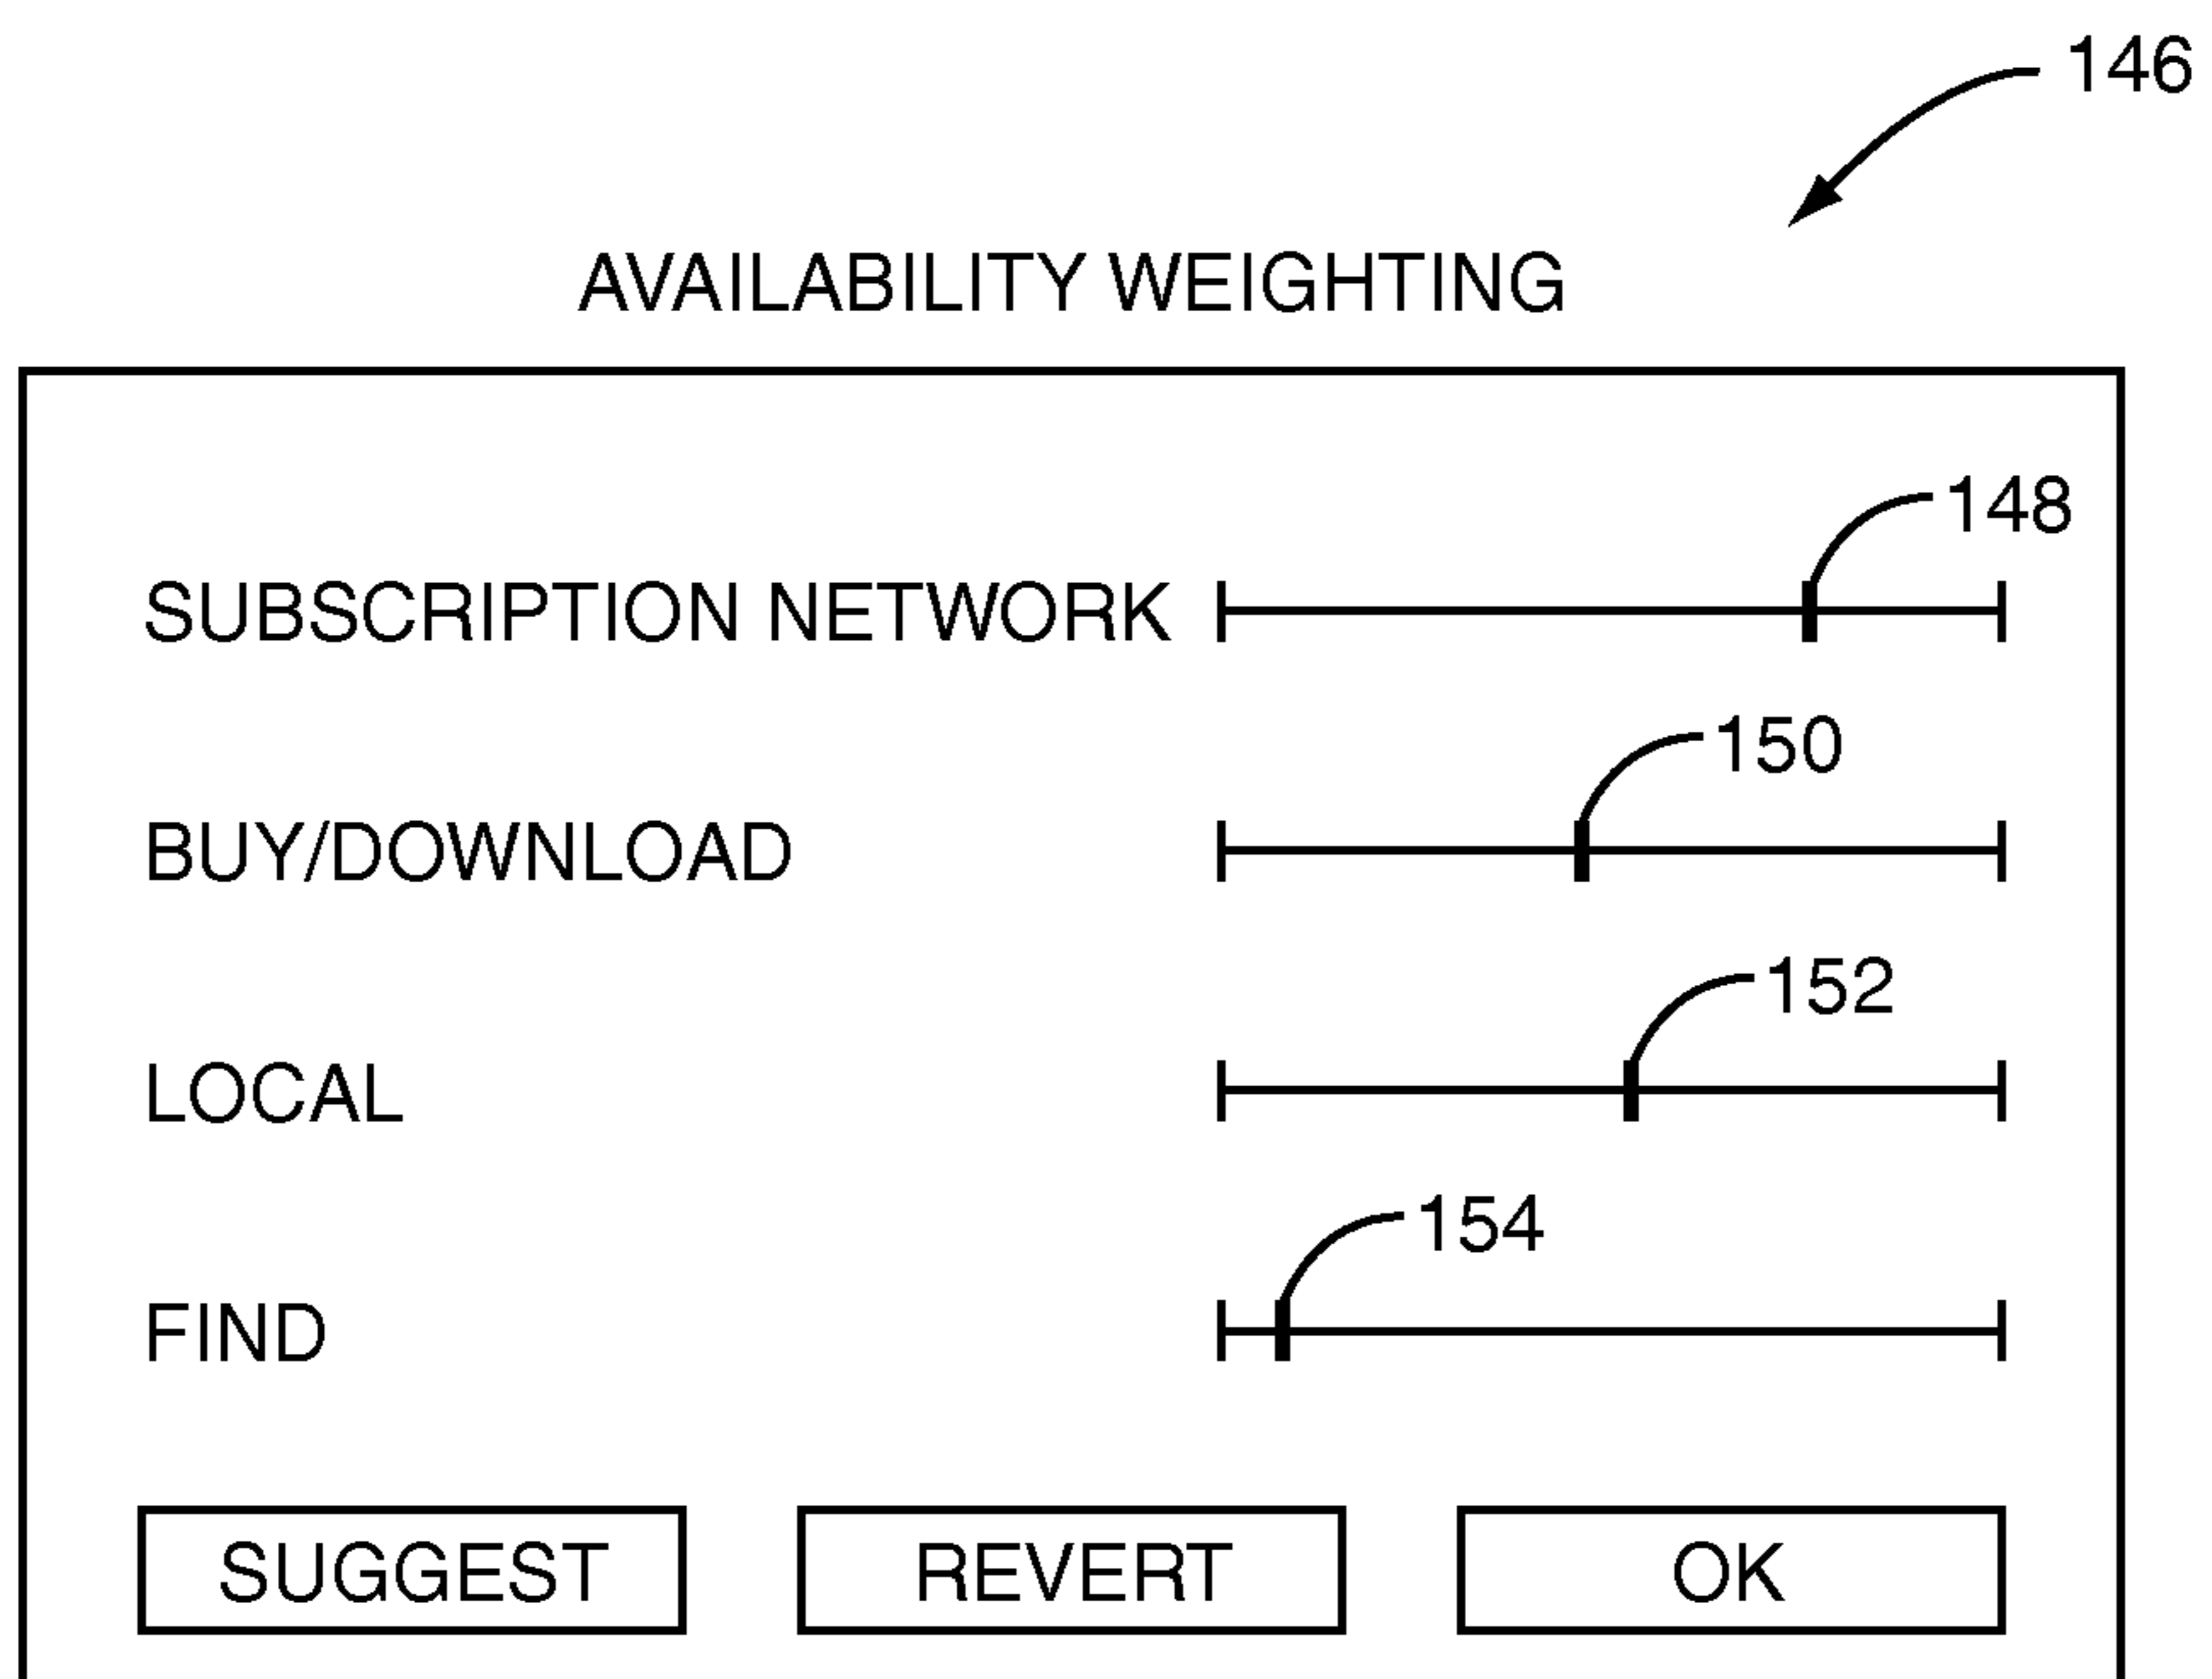 146
AVAILABILITY WEIGHTING
148
SUBSCRIPTION NETWORK
150
BUY/DOWNLOAD
152
LOCAL
154
FIND
SUGGEST REVERT OK